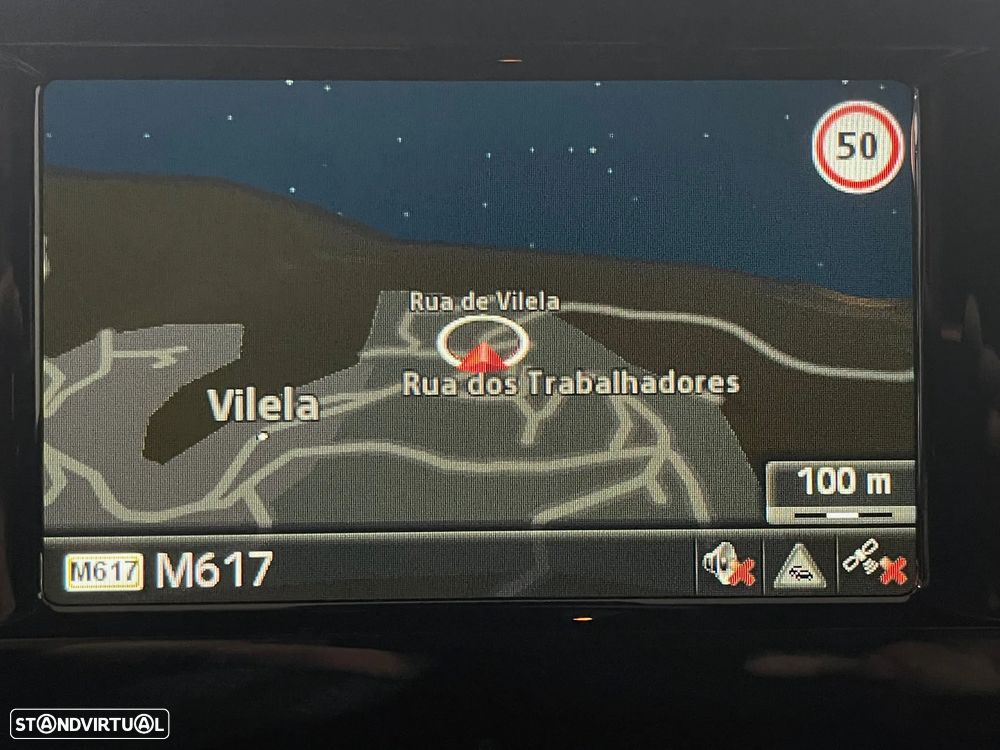 50
Rua de Vilela
Rua dos Trabalhadores
Vilela
100 m
M617 M617
STANDVIRTUAL